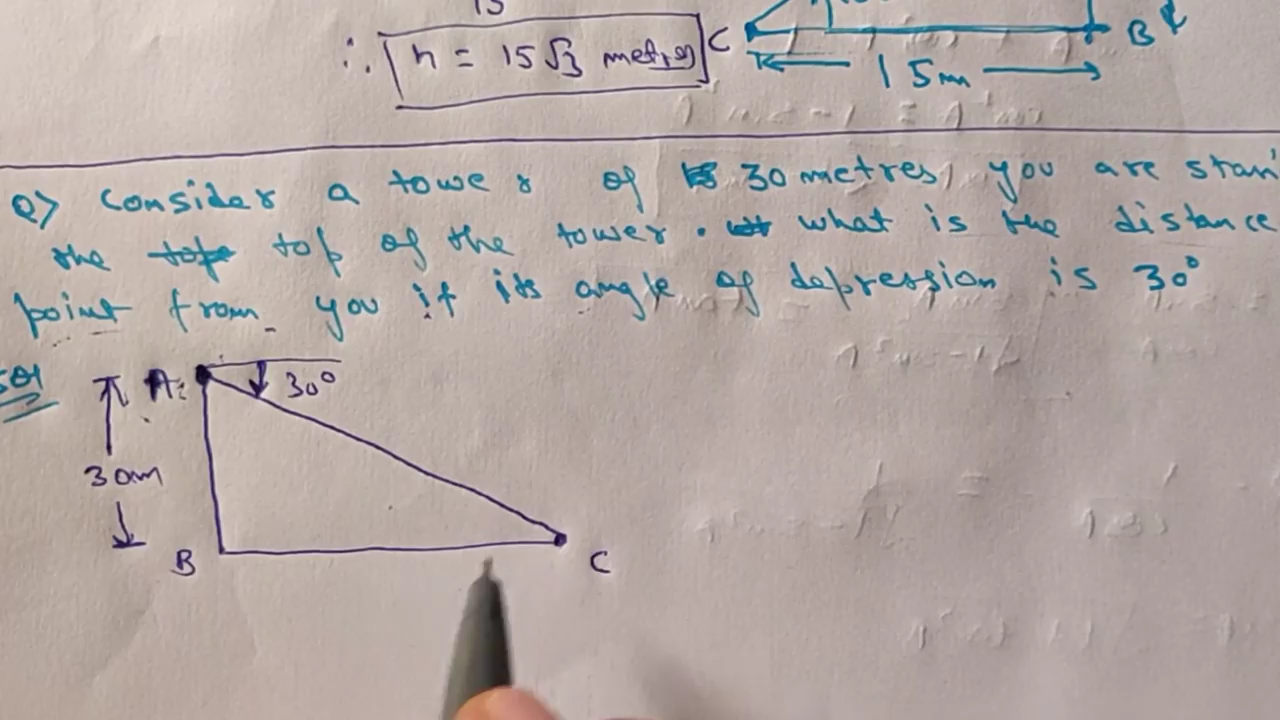 15
∴ h = 15√3 metres
C
B
15m
Q> Consider a tower of 30 metres, you are stan
the top of the tower. what is the distance
point from you if its angle of depression is 30°
Sol
A
30°
30m
B
C